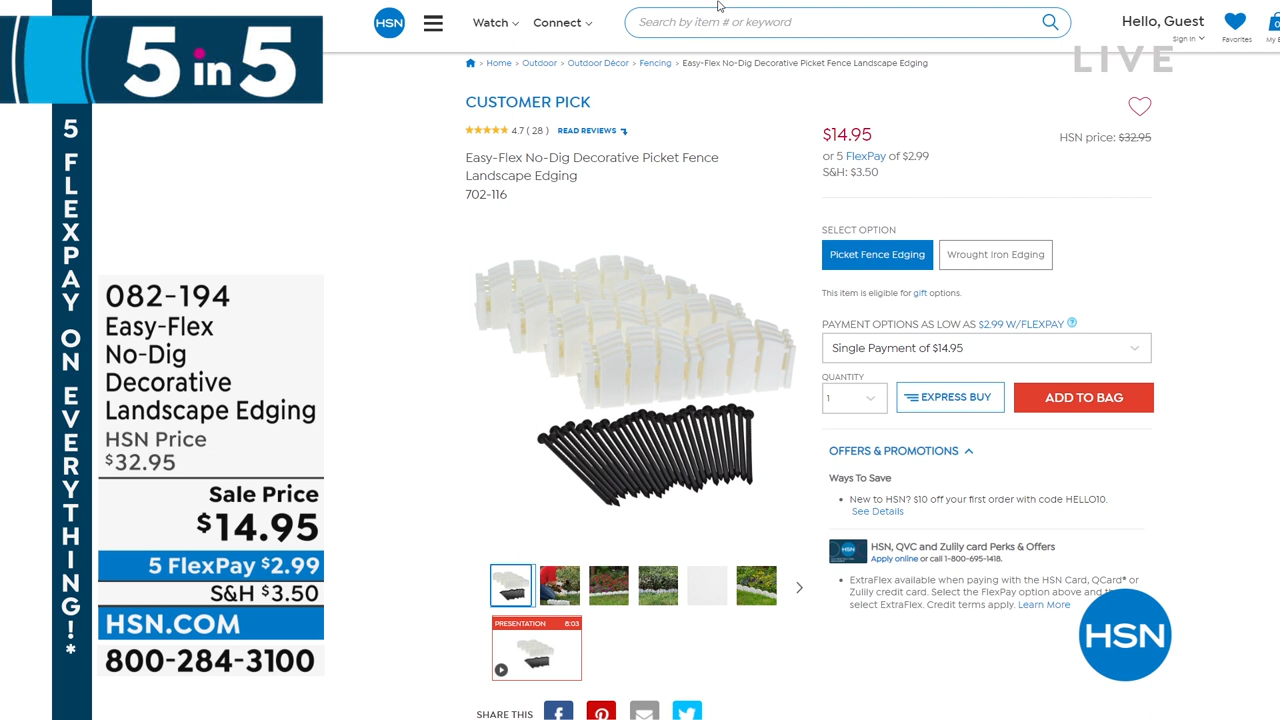 5 in 5
5 FLEXPAY ON EVERYTHING!*
082-194
Easy-Flex
No-Dig
Decorative
Landscape Edging
HSN Price
$32.95
Sale Price
$14.95
5 FlexPay $2.99
S&H $3.50
HSN.COM
800-284-3100
HSN
Watch
Connect
Search by item # or keyword
Hello, Guest
Sign In
Favorites
0
My B
LIVE
> Home > Outdoor > Outdoor Décor > Fencing > Easy-Flex No-Dig Decorative Picket Fence Landscape Edging
CUSTOMER PICK
4.7 ( 28 ) READ REVIEWS
Easy-Flex No-Dig Decorative Picket Fence
Landscape Edging
702-116
$14.95
HSN price: $32.95
or 5 FlexPay of $2.99
S&H: $3.50
SELECT OPTION
Picket Fence Edging
Wrought Iron Edging
This item is eligible for gift options.
PAYMENT OPTIONS AS LOW AS $2.99 W/FLEXPAY ?
Single Payment of $14.95
QUANTITY
1
EXPRESS BUY
ADD TO BAG
OFFERS & PROMOTIONS
Ways To Save
• New to HSN? $10 off your first order with code HELLO10.
See Details
HSN
HSN, QVC and Zulily card Perks & Offers
Apply online or call 1-800-695-1418.
• ExtraFlex available when paying with the HSN Card, QCard® or
Zulily credit card. Select the FlexPay option above and
select ExtraFlex. Credit terms apply. Learn More
HSN
PRESENTATION 8:03
SHARE THIS